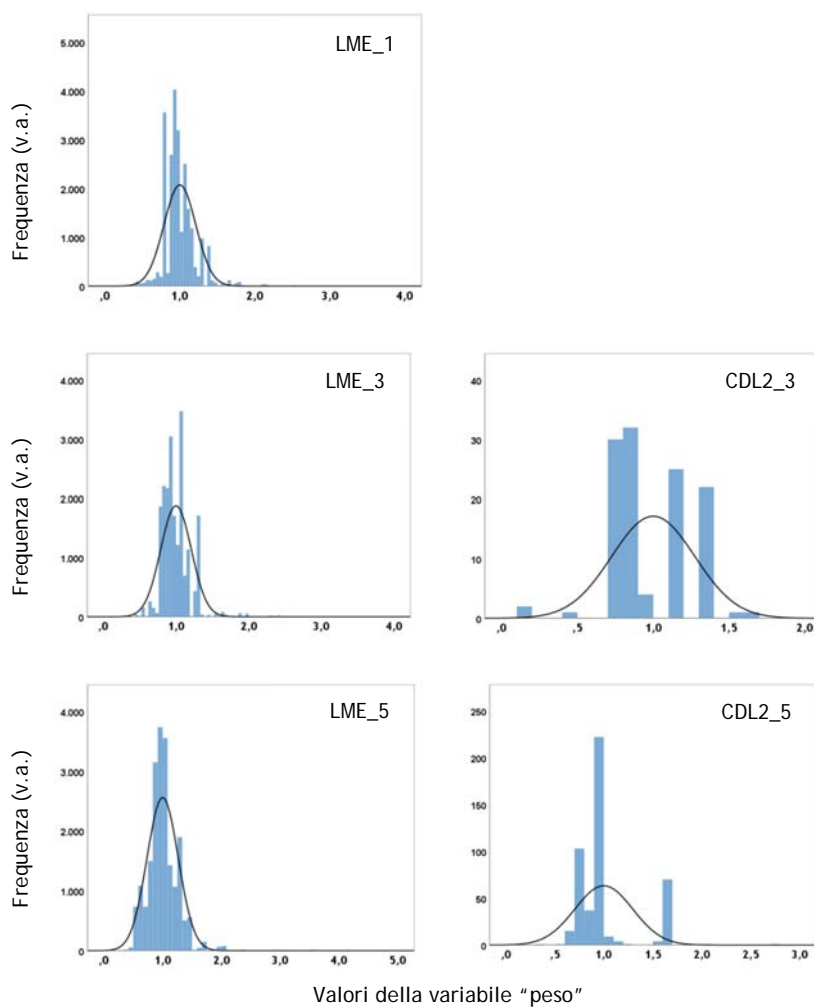 LME_1
Frequenza (v.a.)
5.000
4.000
3.000
2.000
1.000
0
,0 1,0 2,0 3,0 4,0
LME_3
Frequenza (v.a.)
4.000
3.000
2.000
1.000
0
,0 1,0 2,0 3,0 4,0
CDL2_3
40
30
20
10
0
,0 ,5 1,0 1,5 2,0
LME_5
Frequenza (v.a.)
4.000
3.000
2.000
1.000
0
,0 1,0 2,0 3,0 4,0 5,0
CDL2_5
250
200
150
100
50
0
,0 ,5 1,0 1,5 2,0 2,5 3,0
Valori della variabile “peso”